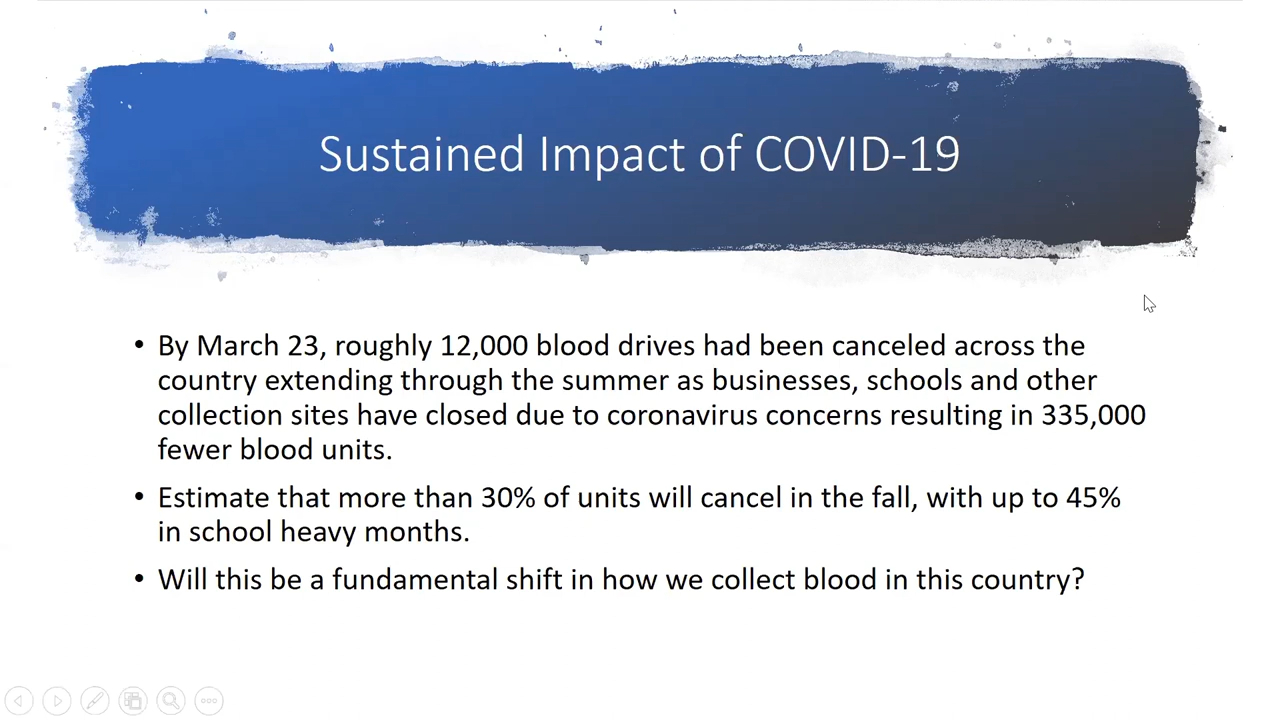 Sustained Impact of COVID-19
• By March 23, roughly 12,000 blood drives had been canceled across the
country extending through the summer as businesses, schools and other
collection sites have closed due to coronavirus concerns resulting in 335,000
fewer blood units.
• Estimate that more than 30% of units will cancel in the fall, with up to 45%
in school heavy months.
• Will this be a fundamental shift in how we collect blood in this country?